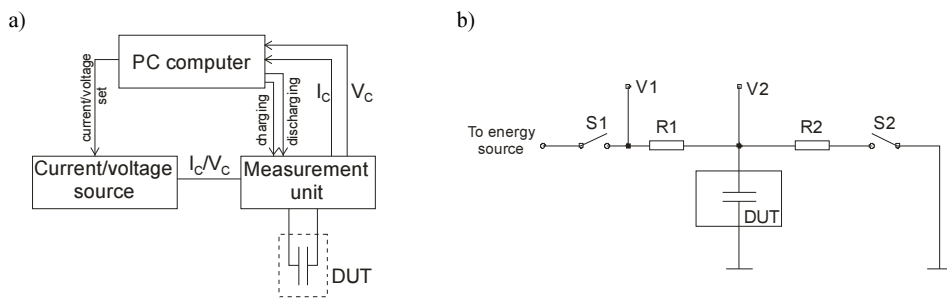 a)
PC computer
current/voltage
set
charging
discharging
I_C
V_C
Current/voltage
source
I_C/V_C
Measurement
unit
DUT
b)
V1
V2
To energy
source
S1
R1
R2
S2
DUT